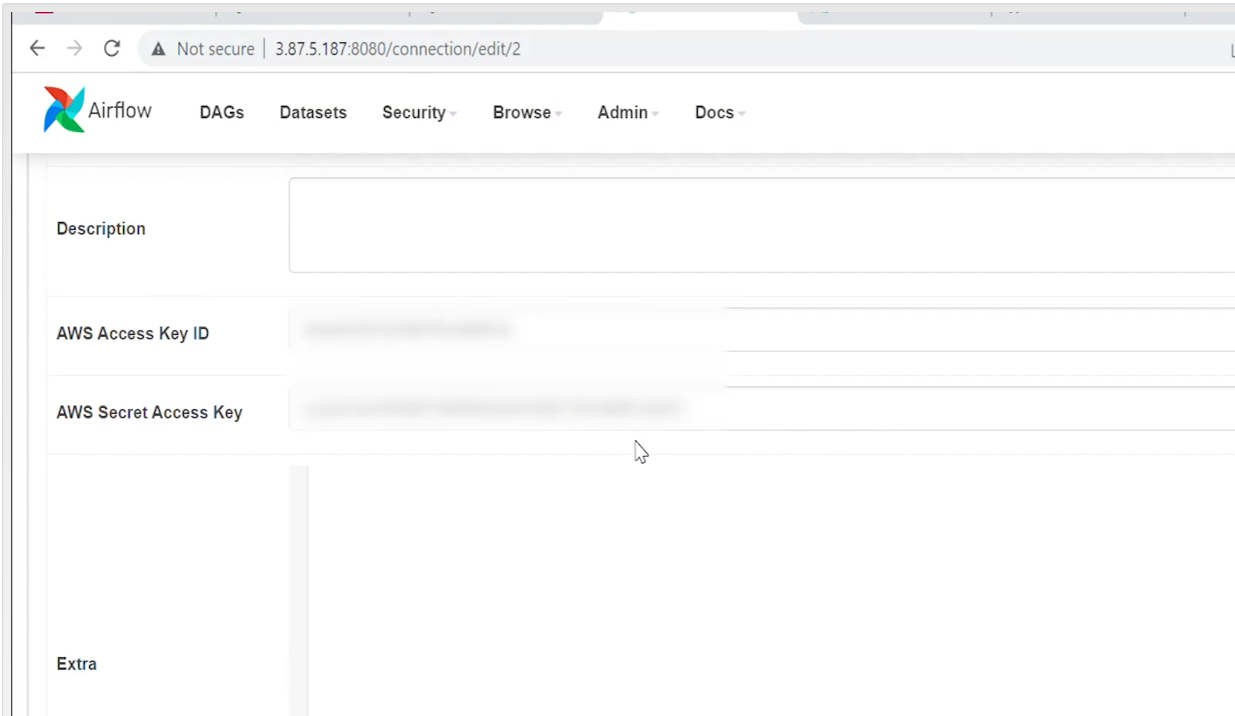 Not secure 3.87.5.187:8080/connection/edit/2
Airflow DAGs Datasets Security Browse Admin Docs
Description
AWS Access Key ID
AWS Secret Access Key
Extra